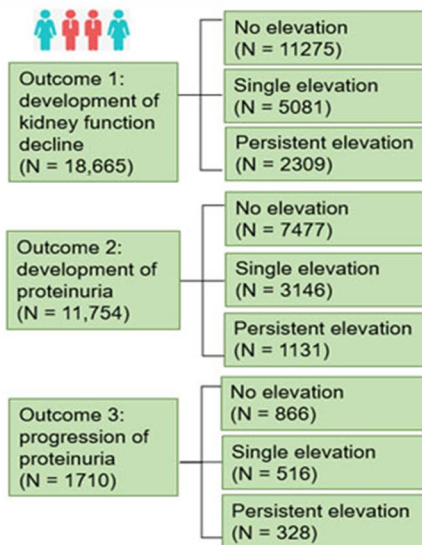 Outcome 1:
development of
kidney function
decline
(N = 18,665)
No elevation
(N = 11275)
Single elevation
(N = 5081)
Persistent elevation
(N = 2309)
Outcome 2:
development of
proteinuria
(N = 11,754)
No elevation
(N = 7477)
Single elevation
(N = 3146)
Persistent elevation
(N = 1131)
Outcome 3:
progression of
proteinuria
(N = 1710)
No elevation
(N = 866)
Single elevation
(N = 516)
Persistent elevation
(N = 328)